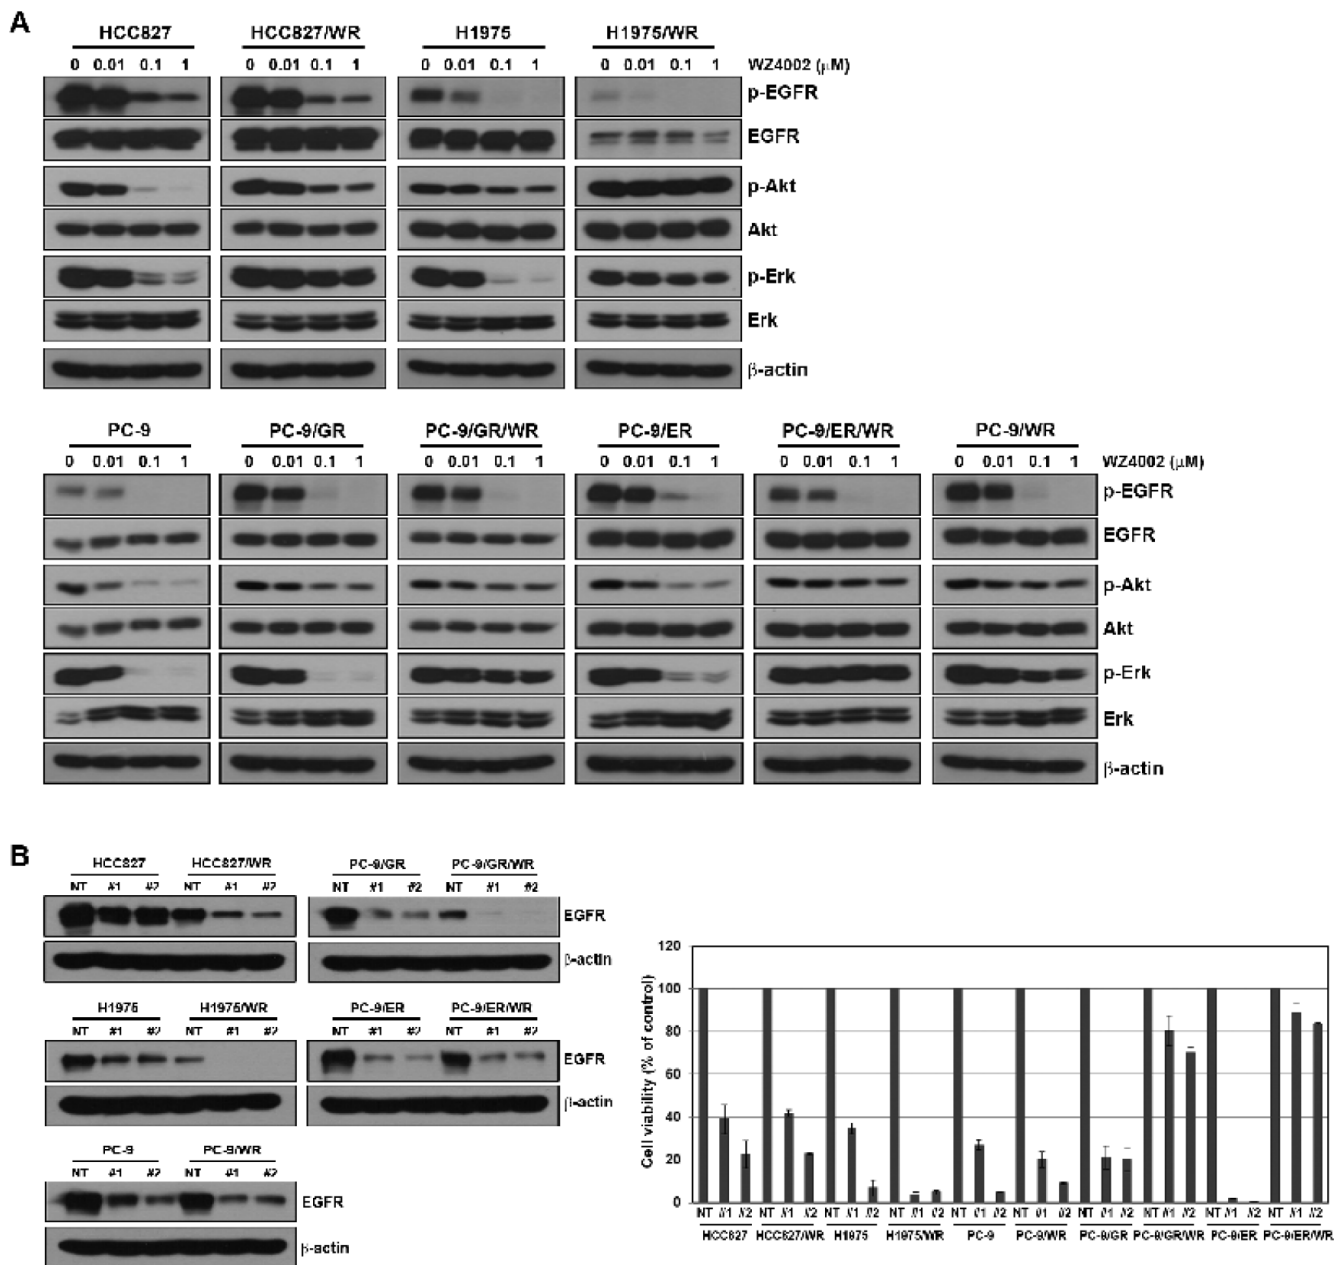 A
HCC827 HCC827/WR H1975 H1975/WR
0 0.01 0.1 1 0 0.01 0.1 1 0 0.01 0.1 1 0 0.01 0.1 1 WZ4002 (μM)
p-EGFR
EGFR
p-Akt
Akt
p-Erk
Erk
β-actin
PC-9 PC-9/GR PC-9/GR/WR PC-9/ER PC-9/ER/WR PC-9/WR
0 0.01 0.1 1 0 0.01 0.1 1 0 0.01 0.1 1 0 0.01 0.1 1 0 0.01 0.1 1 0 0.01 0.1 1 WZ4002 (μM)
p-EGFR
EGFR
p-Akt
Akt
p-Erk
Erk
β-actin
B
HCC827 HCC827/WR PC-9/GR PC-9/GR/WR
NT #1 #2 NT #1 #2 NT #1 #2 NT #1 #2
EGFR
β-actin
H1975 H1975/WR PC-9/ER PC-9/ER/WR
NT #1 #2 NT #1 #2 NT #1 #2 NT #1 #2
EGFR
β-actin
PC-9 PC-9/WR
NT #1 #2 NT #1 #2
EGFR
β-actin
Cell viability (% of control)
120
100
80
60
40
20
0
NT #1 #2 NT #1 #2 NT #1 #2 NT #1 #2 NT #1 #2 NT #1 #2 NT #1 #2 NT #1 #2 NT #1 #2 NT #1 #2
HCC827 HCC827/WR H1975 H1975/WR PC-9 PC-9/WR PC-9/GR PC-9/GR/WR PC-9/ER PC-9/ER/WR